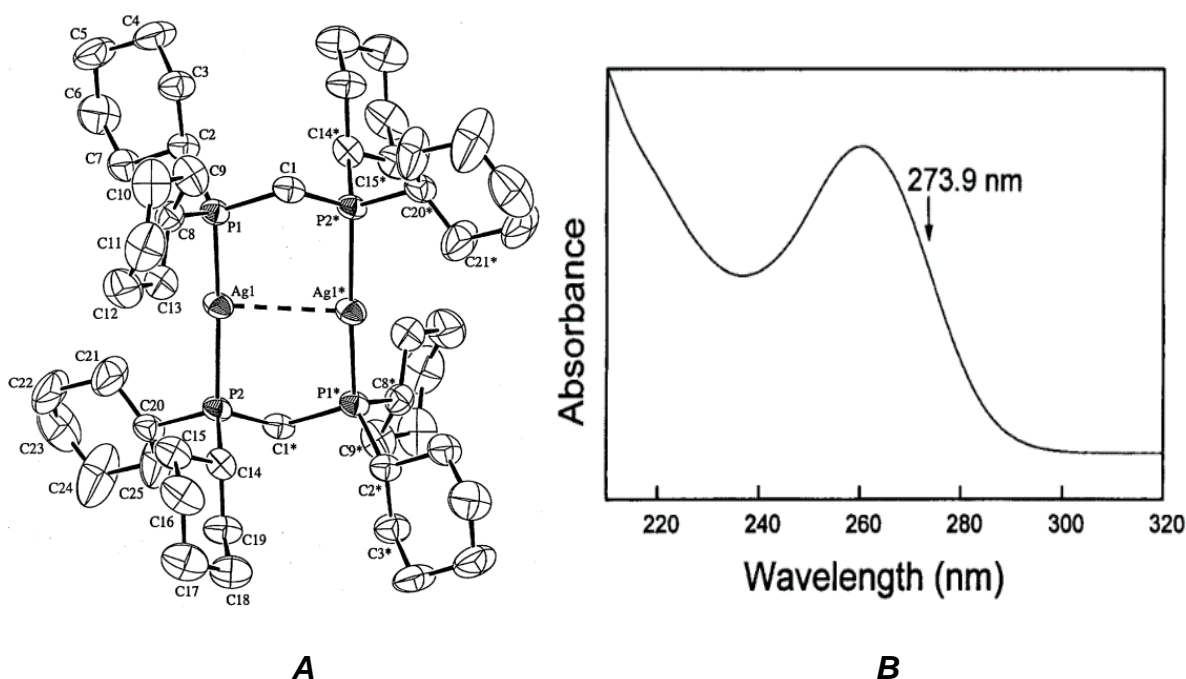 C4
C5
C3
C6
C2
C14*
C7
C9
C1
C10
C15*
P1
P2*
C20*
C8
C11
C21*
C12
C13
Ag1
Ag1*
C21
C22
P2
P1*
C8*
C20
C15
C23
C1*
C9*
C24
C25
C14
C2*
C16
C19
C3*
C17
C18
A
Absorbance
273.9 nm
220 240 260 280 300 320
Wavelength (nm)
B